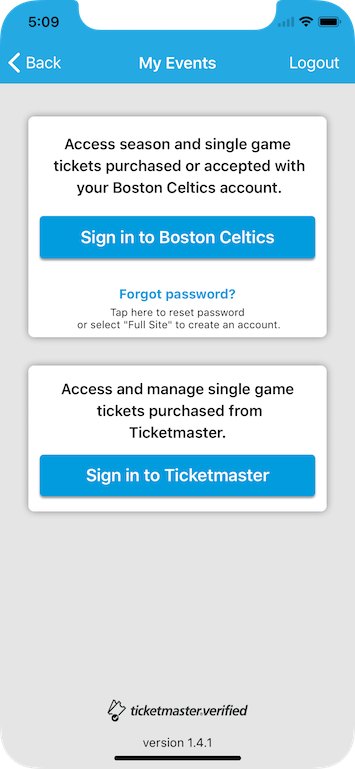 5:09
Back
My Events
Logout
Access season and single game
tickets purchased or accepted with
your Boston Celtics account.
Sign in to Boston Celtics
Forgot password?
Tap here to reset password
or select "Full Site" to create an account.
Access and manage single game
tickets purchased from
Ticketmaster.
Sign in to Ticketmaster
ticketmaster.verified
version 1.4.1